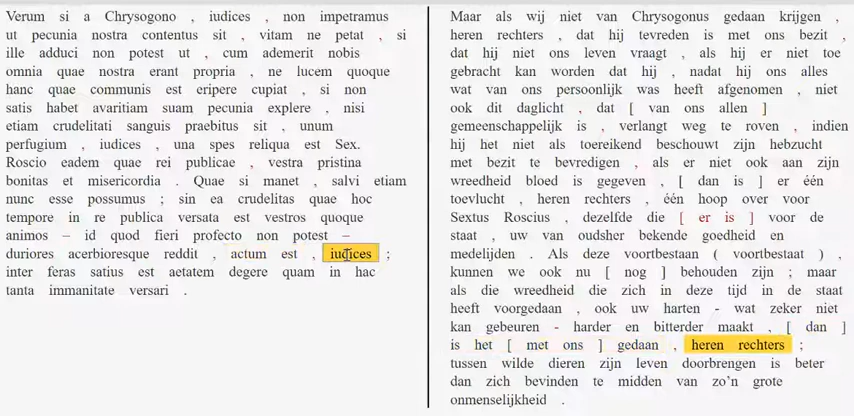 Verum si a Chrysogono , iudices , non impetramus
ut pecunia nostra contentus sit , vitam ne petat , si
ille adduci non potest ut , cum ademerit nobis
omnia quae nostra erant propria , ne lucem quoque
hanc quae communis est eripere cupiat , si non
satis habet avaritiam suam pecunia explere , nisi
etiam crudelitati sanguis praebitus sit , unum
perfugium , iudices , una spes reliqua est Sex.
Roscio eadem quae rei publicae , vestra pristina
bonitas et misericordia . Quae si manet , salvi etiam
nunc esse possumus ; sin ea crudelitas quae hoc
tempore in re publica versata est vestros quoque
animos – id quod fieri profecto non potest –
duriores acerbioresque reddit , actum est , iudices ;
inter feras satius est aetatem degere quam in hac
tanta immanitate versari .
Maar als wij niet van Chrysogonus gedaan krijgen ,
heren rechters , dat hij tevreden is met ons bezit ,
dat hij niet ons leven vraagt , als hij er niet toe
gebracht kan worden dat hij , nadat hij ons alles
wat van ons persoonlijk was heeft afgenomen , niet
ook dit daglicht , dat [ van ons allen ]
gemeenschappelijk is , verlangt weg te roven , indien
hij het niet als toereikend beschouwt zijn hebzucht
met bezit te bevredigen , als er niet ook aan zijn
wreedheid bloed is gegeven , [ dan is ] er één
toevlucht , heren rechters , één hoop over voor
Sextus Roscius , dezelfde die [ er is ] voor de
staat , uw van oudsher bekende goedheid en
medelijden . Als deze voortbestaan ( voortbestaat ) ,
kunnen we ook nu [ nog ] behouden zijn ; maar
als die wreedheid die zich in deze tijd in de staat
heeft voorgedaan , ook uw harten - wat zeker niet
kan gebeuren - harder en bitterder maakt , [ dan ]
is het [ met ons ] gedaan , heren rechters ;
tussen wilde dieren zijn leven doorbrengen is beter
dan zich bevinden te midden van zo’n grote
onmenselijkheid .